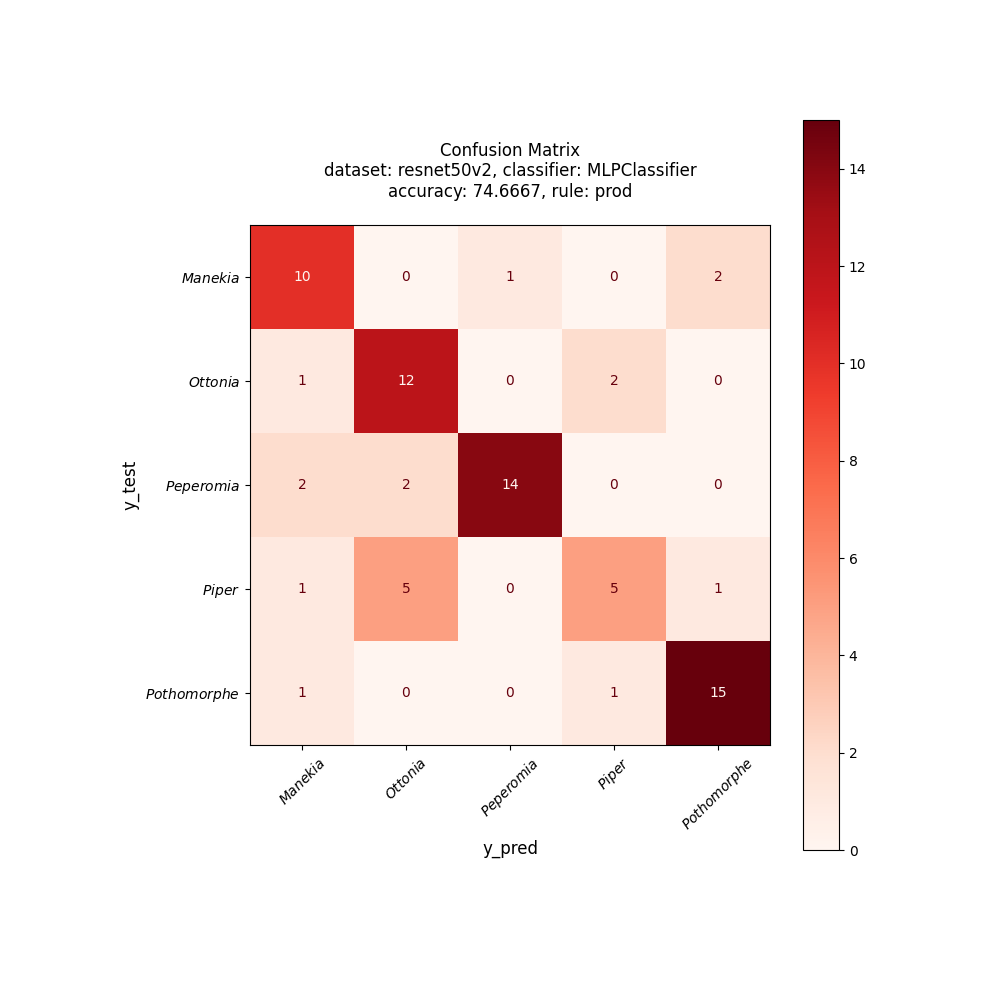 Confusion Matrix
dataset: resnet50v2, classifier: MLPClassifier
accuracy: 74.6667, rule: prod
Manekia 10 0 1 0 2
Ottonia 1 12 0 2 0
Peperomia 2 2 14 0 0
Piper 1 5 0 5 1
Pothomorphe 1 0 0 1 15
Manekia Ottonia Peperomia Piper Pothomorphe
y_pred
y_test
14
12
10
8
6
4
2
0